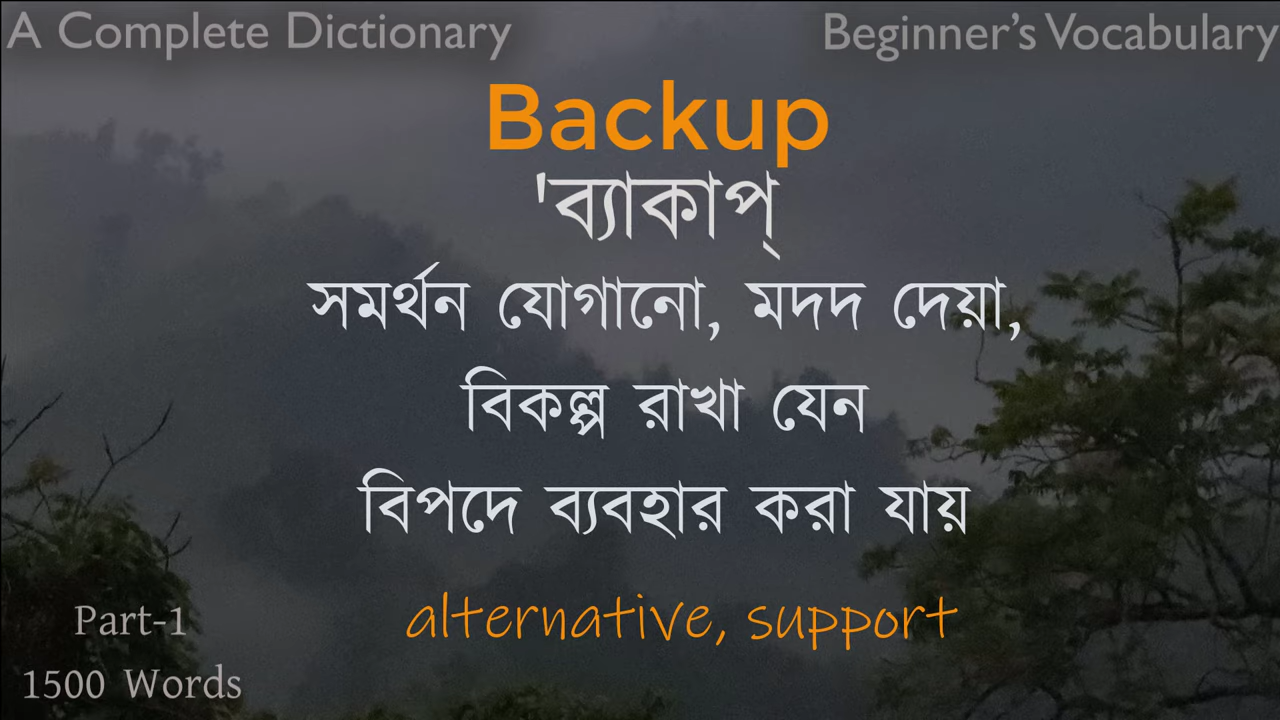 A Complete Dictionary
Beginner's Vocabulary
Backup
'ব্যাকাপ্
সমর্থন যোগানো, মদদ দেয়া,
বিকল্প রাখা যেন
বিপদে ব্যবহার করা যায়
alternative, support
Part-1
1500 Words